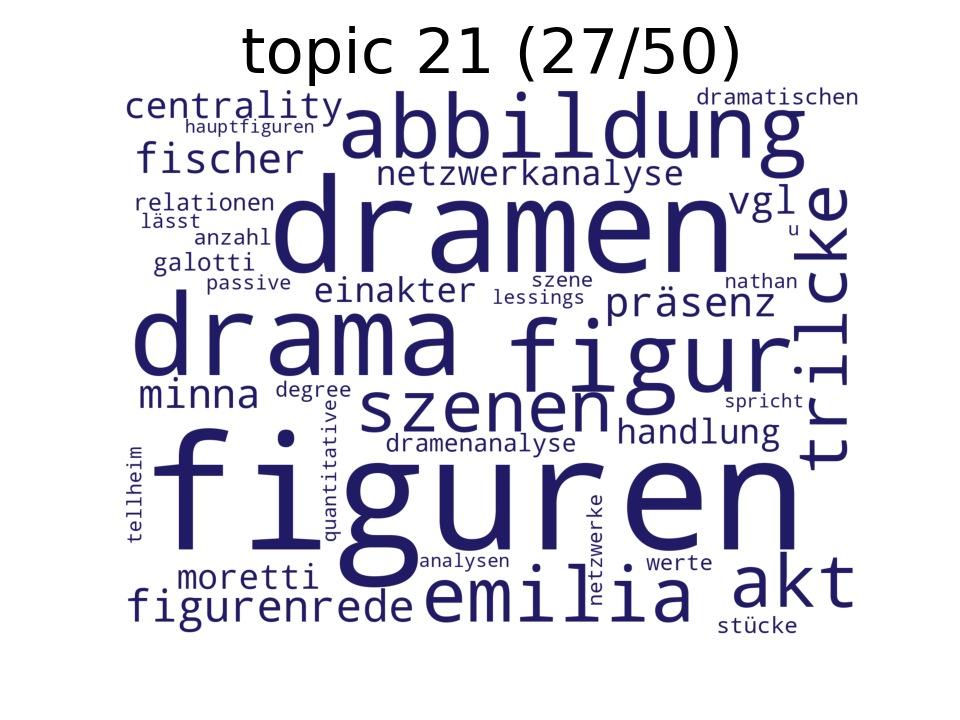 topic 21 (27/50)
centrality
abbildung
dramatischen
hauptfiguren
fischer
netzwerkanalyse
relationen
dramen
vgl
trilcke
lässt
u
anzahl
galotti
passive
einakter
szene
nathan
lessings
präsenz
drama
figur
minna
degree
szenen
spricht
quantitative
handlung
dramenanalyse
figuren
tellheim
netzwerke
analysen
werte
moretti
emilia
akt
figurenrede
stücke